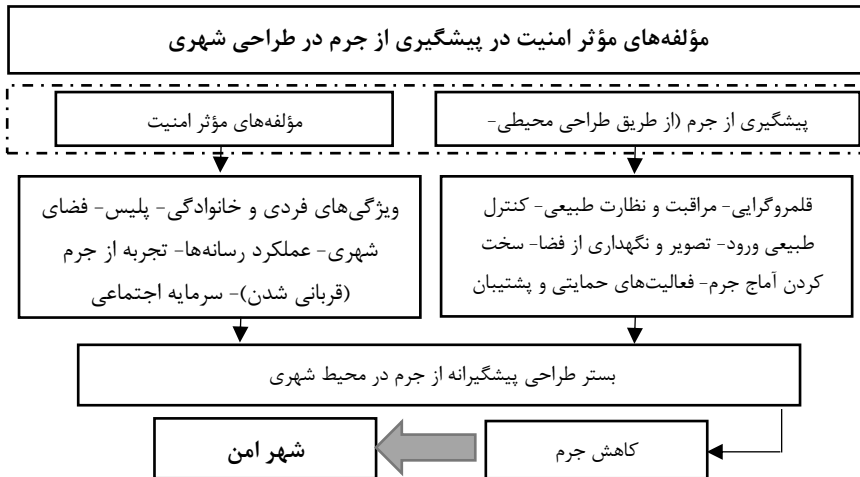 مؤلفه‌های مؤثر امنیت در پیشگیری از جرم در طراحی شهری
پیشگیری از جرم (از طریق طراحی محیطی-
مؤلفه‌های مؤثر امنیت
قلمروگرایی- مراقبت و نظارت طبیعی- کنترل
طبیعی ورود- تصویر و نگهداری از فضا- سخت
کردن آماج جرم- فعالیت‌های حمایتی و پشتیبان
ویژگی‌های فردی و خانوادگی- پلیس- فضای
شهری- عملکرد رسانه‌ها- تجربه از جرم
(قربانی شدن)- سرمایه اجتماعی
بستر طراحی پیشگیرانه از جرم در محیط شهری
کاهش جرم
شهر امن